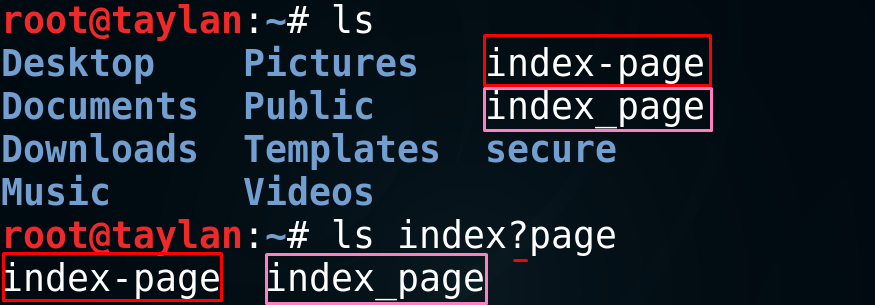 root@taylan:~# ls
Desktop Pictures index-page
Documents Public index_page
Downloads Templates secure
Music Videos
root@taylan:~# ls index?page
index-page index_page